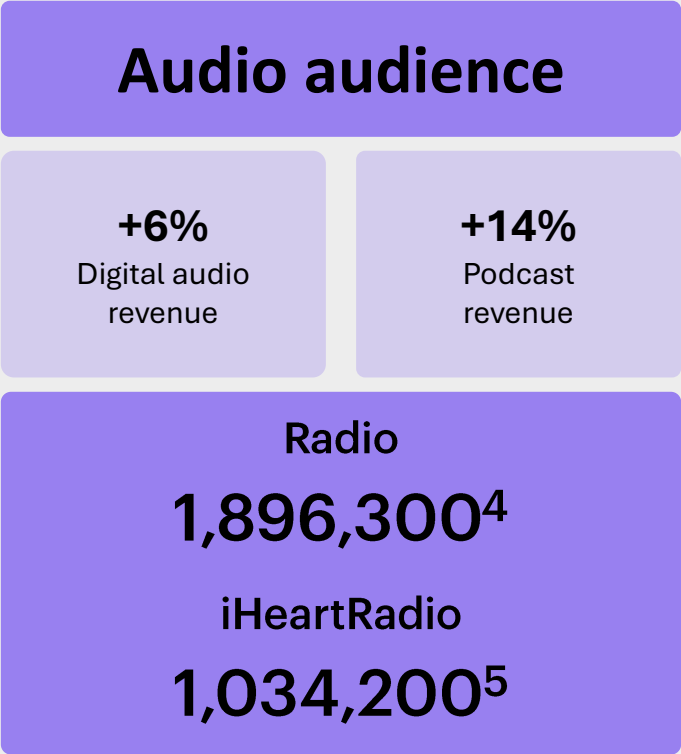 Audio audience
+6%
Digital audio
revenue
+14%
Podcast
revenue
Radio
1,896,300⁴
iHeartRadio
1,034,200⁵